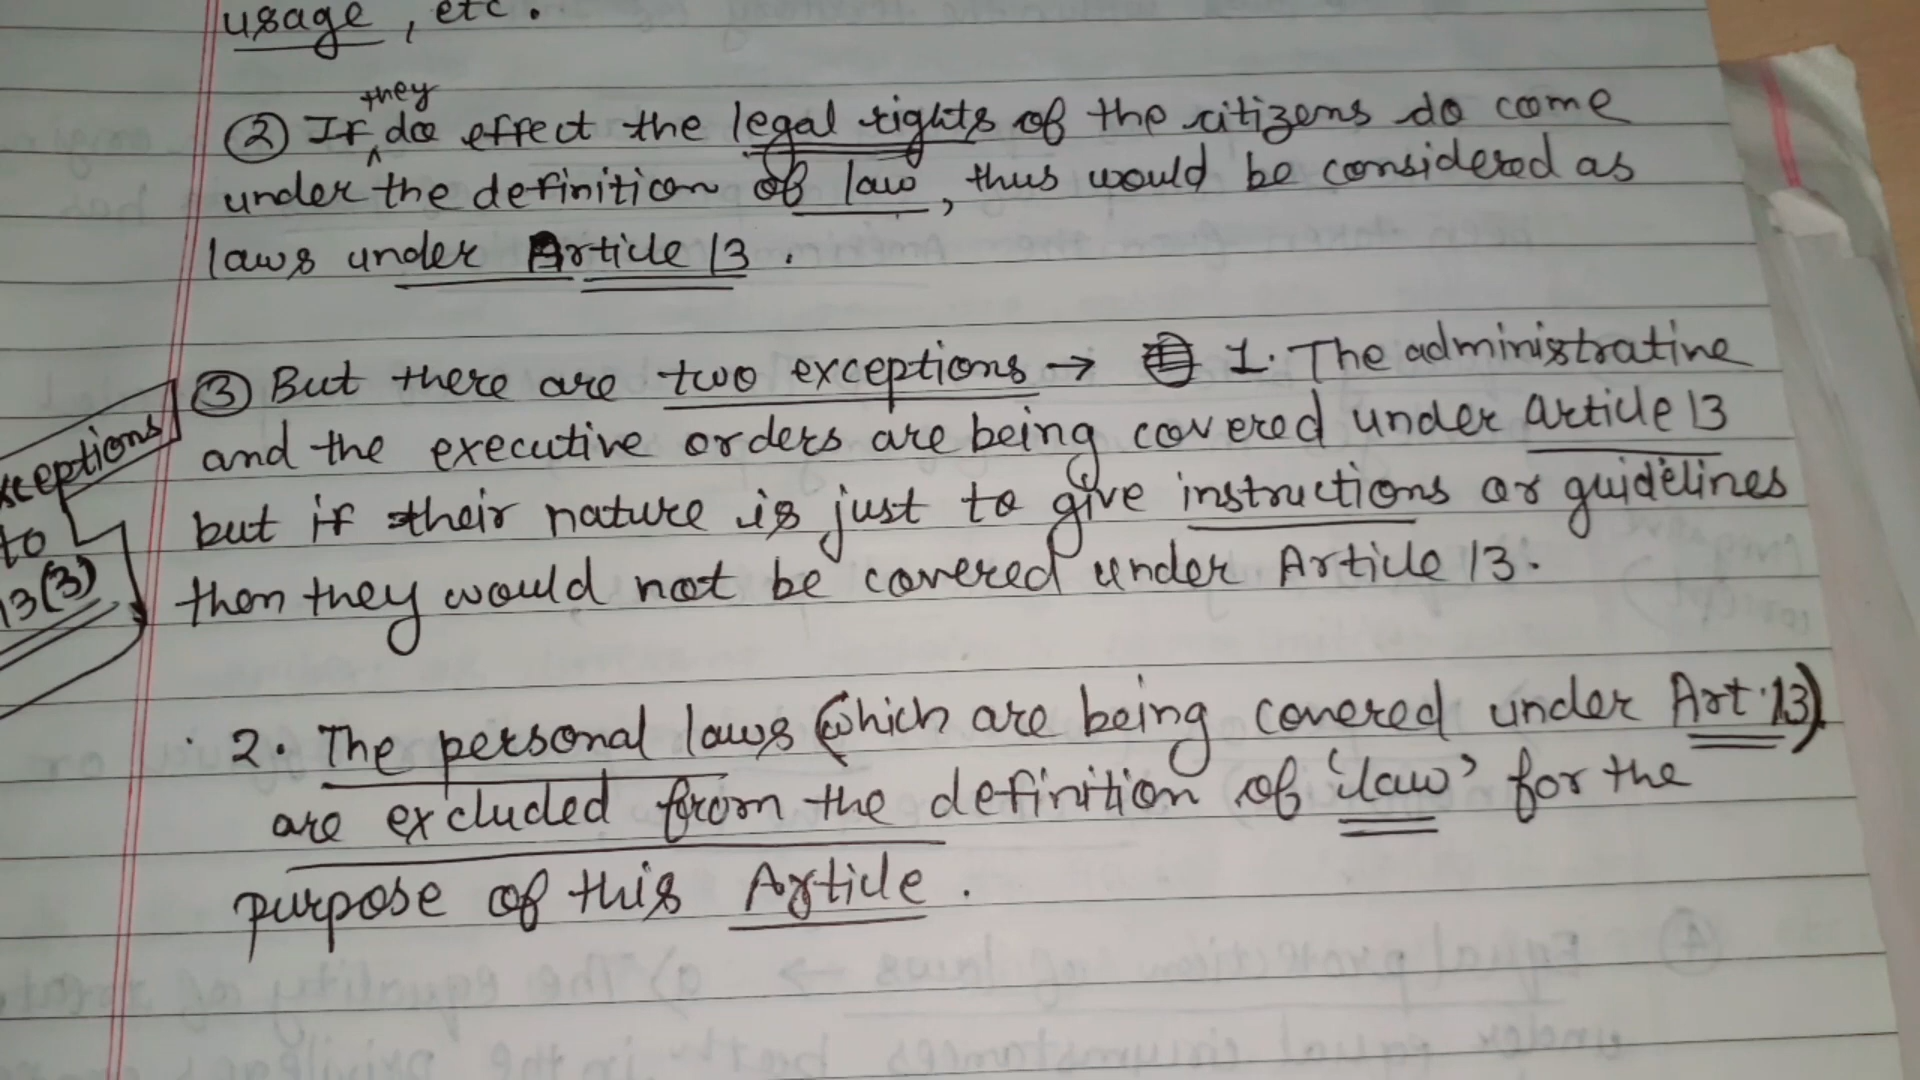 usage, etc.
② If they do effect the legal rights of the citizens do come
under the definition of law, thus would be considered as
laws under Article 13.
③ But there are two exceptions → 1. The administrative
and the executive orders are being covered under article 13
but if their nature is just to give instructions or guidelines
then they would not be covered under Article 13.
2. The personal laws (which are being covered under Art. 13)
are excluded from the definition of 'law' for the
purpose of this Article.
xceptions
to
13(3)